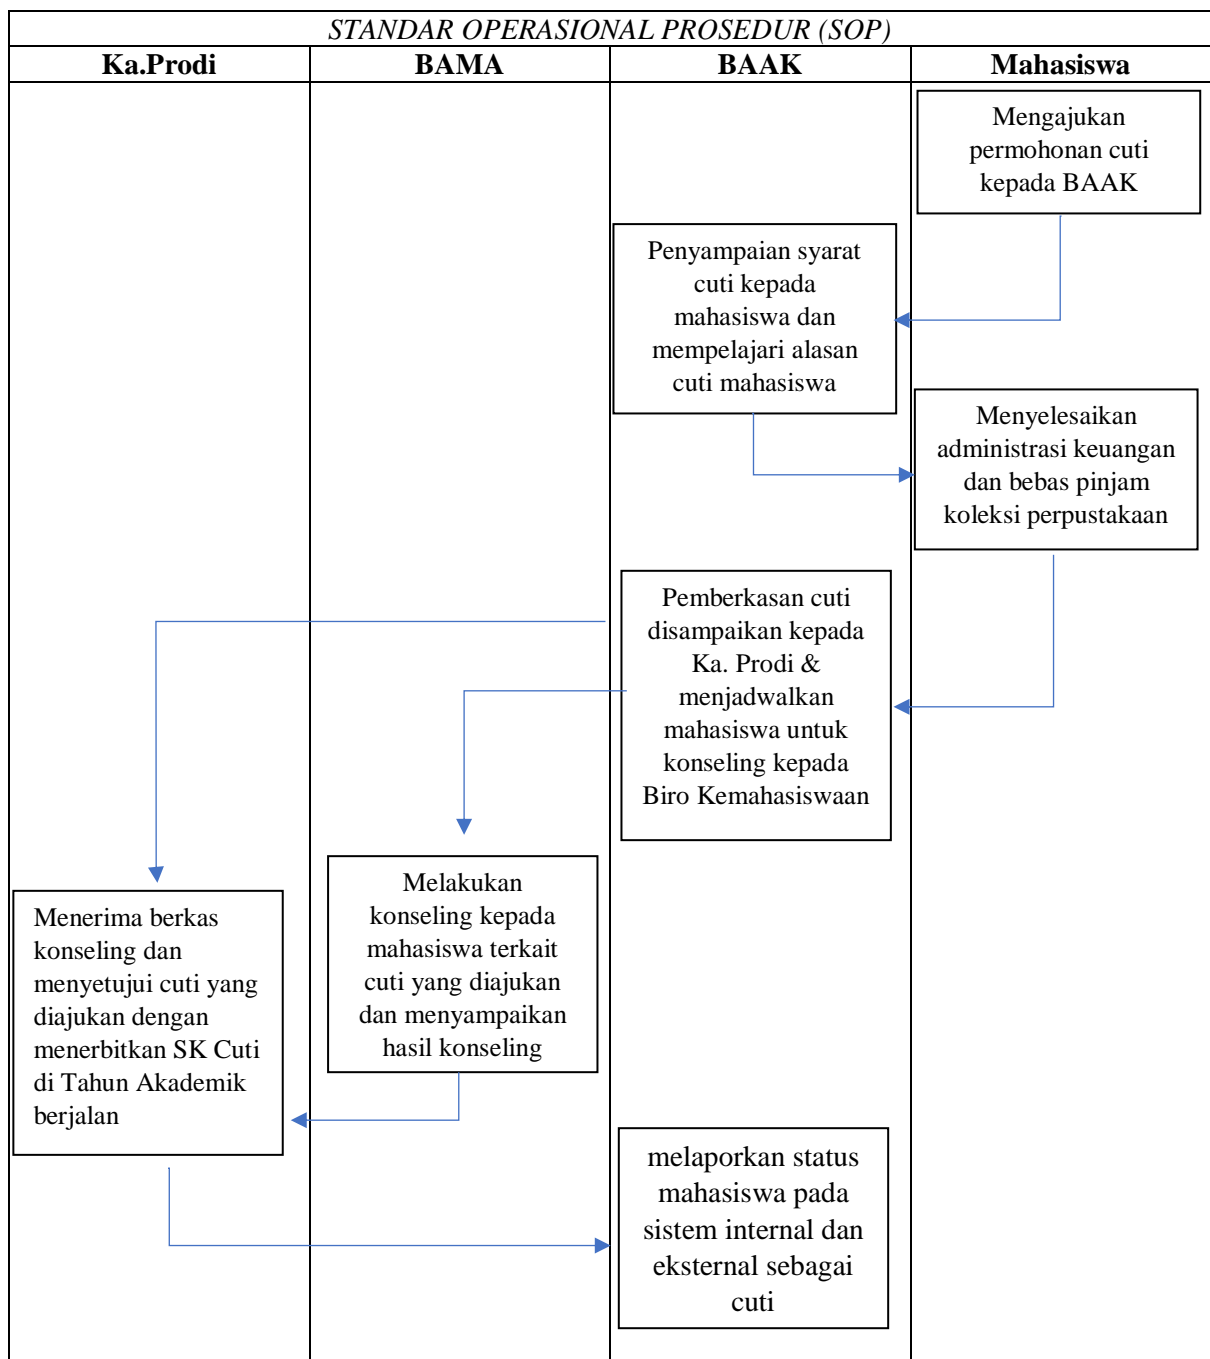 STANDAR OPERASIONAL PROSEDUR (SOP)
Ka.Prodi
BAMA
BAAK
Mahasiswa
Mengajukan
permohonan cuti
kepada BAAK
Penyampaian syarat
cuti kepada
mahasiswa dan
mempelajari alasan
cuti mahasiswa
Menyelesaikan
administrasi keuangan
dan bebas pinjam
koleksi perpustakaan
Pemberkasan cuti
disampaikan kepada
Ka. Prodi &
menjadwalkan
mahasiswa untuk
konseling kepada
Biro Kemahasiswaan
Melakukan
konseling kepada
mahasiswa terkait
cuti yang diajukan
dan menyampaikan
hasil konseling
Menerima berkas
konseling dan
menyetujui cuti yang
diajukan dengan
menerbitkan SK Cuti
di Tahun Akademik
berjalan
melaporkan status
mahasiswa pada
sistem internal dan
eksternal sebagai
cuti